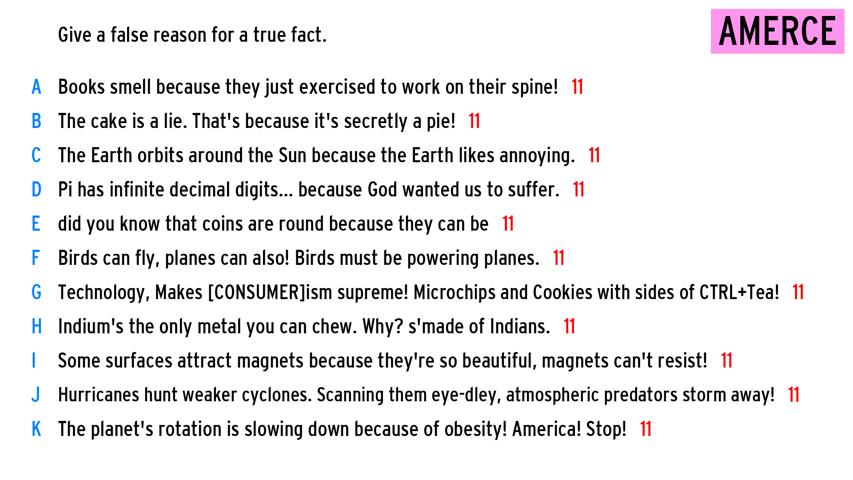 Give a false reason for a true fact.
AMERCE
A Books smell because they just exercised to work on their spine! 11
B The cake is a lie. That's because it's secretly a pie! 11
C The Earth orbits around the Sun because the Earth likes annoying. 11
D Pi has infinite decimal digits... because God wanted us to suffer. 11
E did you know that coins are round because they can be 11
F Birds can fly, planes can also! Birds must be powering planes. 11
G Technology, Makes [CONSUMER]ism supreme! Microchips and Cookies with sides of CTRL+Tea! 11
H Indium's the only metal you can chew. Why? s'made of Indians. 11
I Some surfaces attract magnets because they're so beautiful, magnets can't resist! 11
J Hurricanes hunt weaker cyclones. Scanning them eye-dley, atmospheric predators storm away! 11
K The planet's rotation is slowing down because of obesity! America! Stop! 11